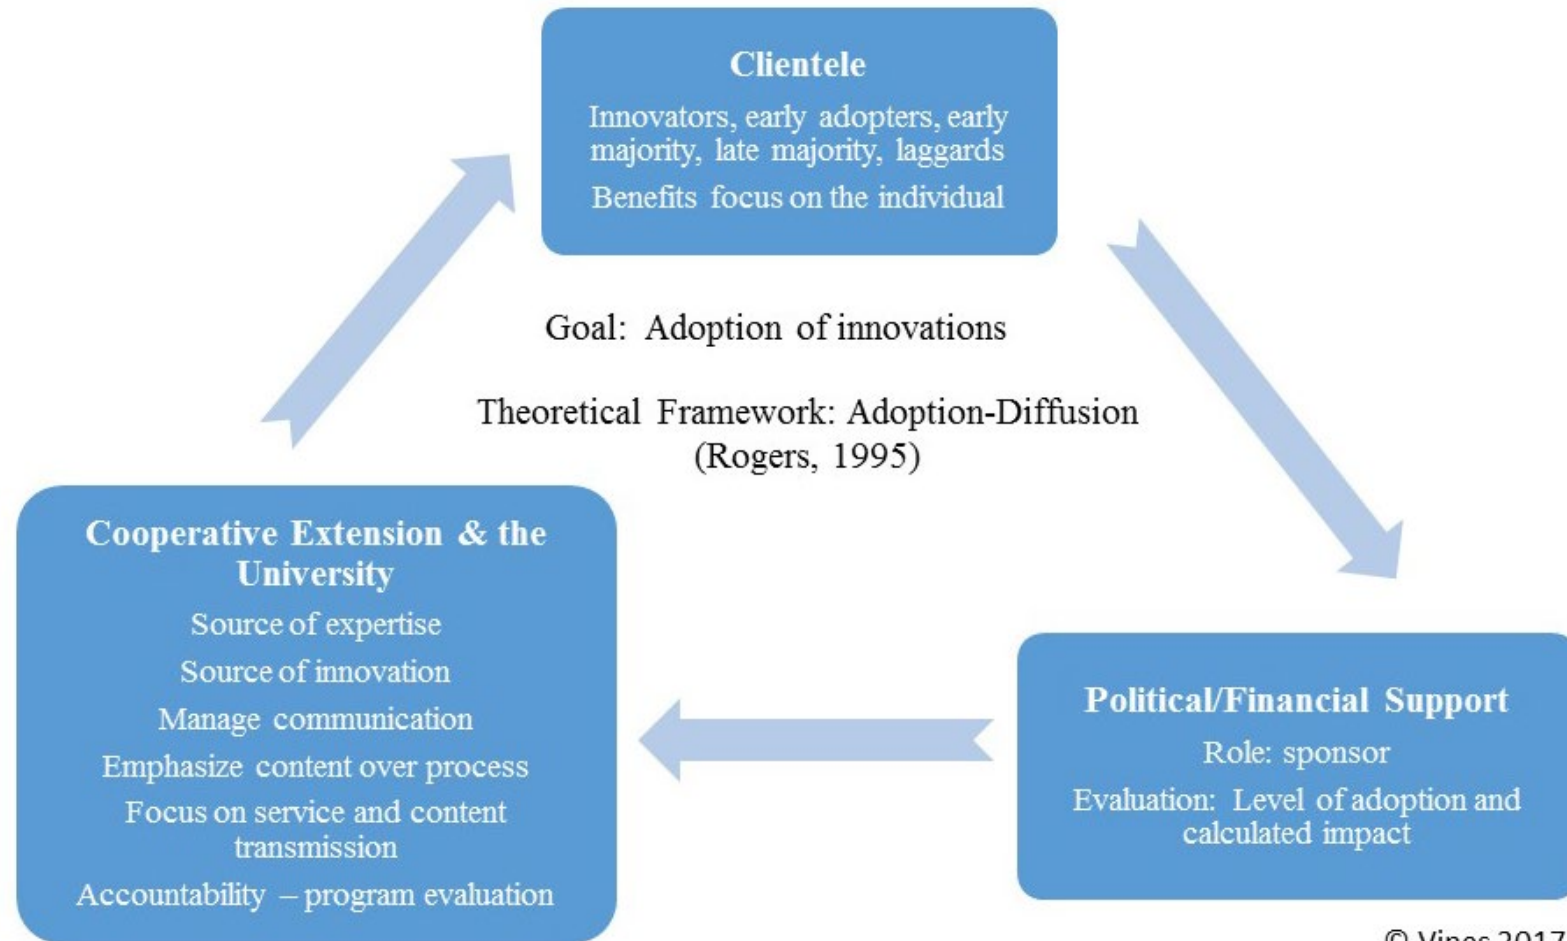 Clientele
Innovators, early adopters, early
majority, late majority, laggards
Benefits focus on the individual
Goal: Adoption of innovations
Theoretical Framework: Adoption-Diffusion
(Rogers, 1995)
Cooperative Extension & the
University
Source of expertise
Source of innovation
Manage communication
Emphasize content over process
Focus on service and content
transmission
Accountability – program evaluation
Political/Financial Support
Role: sponsor
Evaluation: Level of adoption and
calculated impact
© Vines 2017